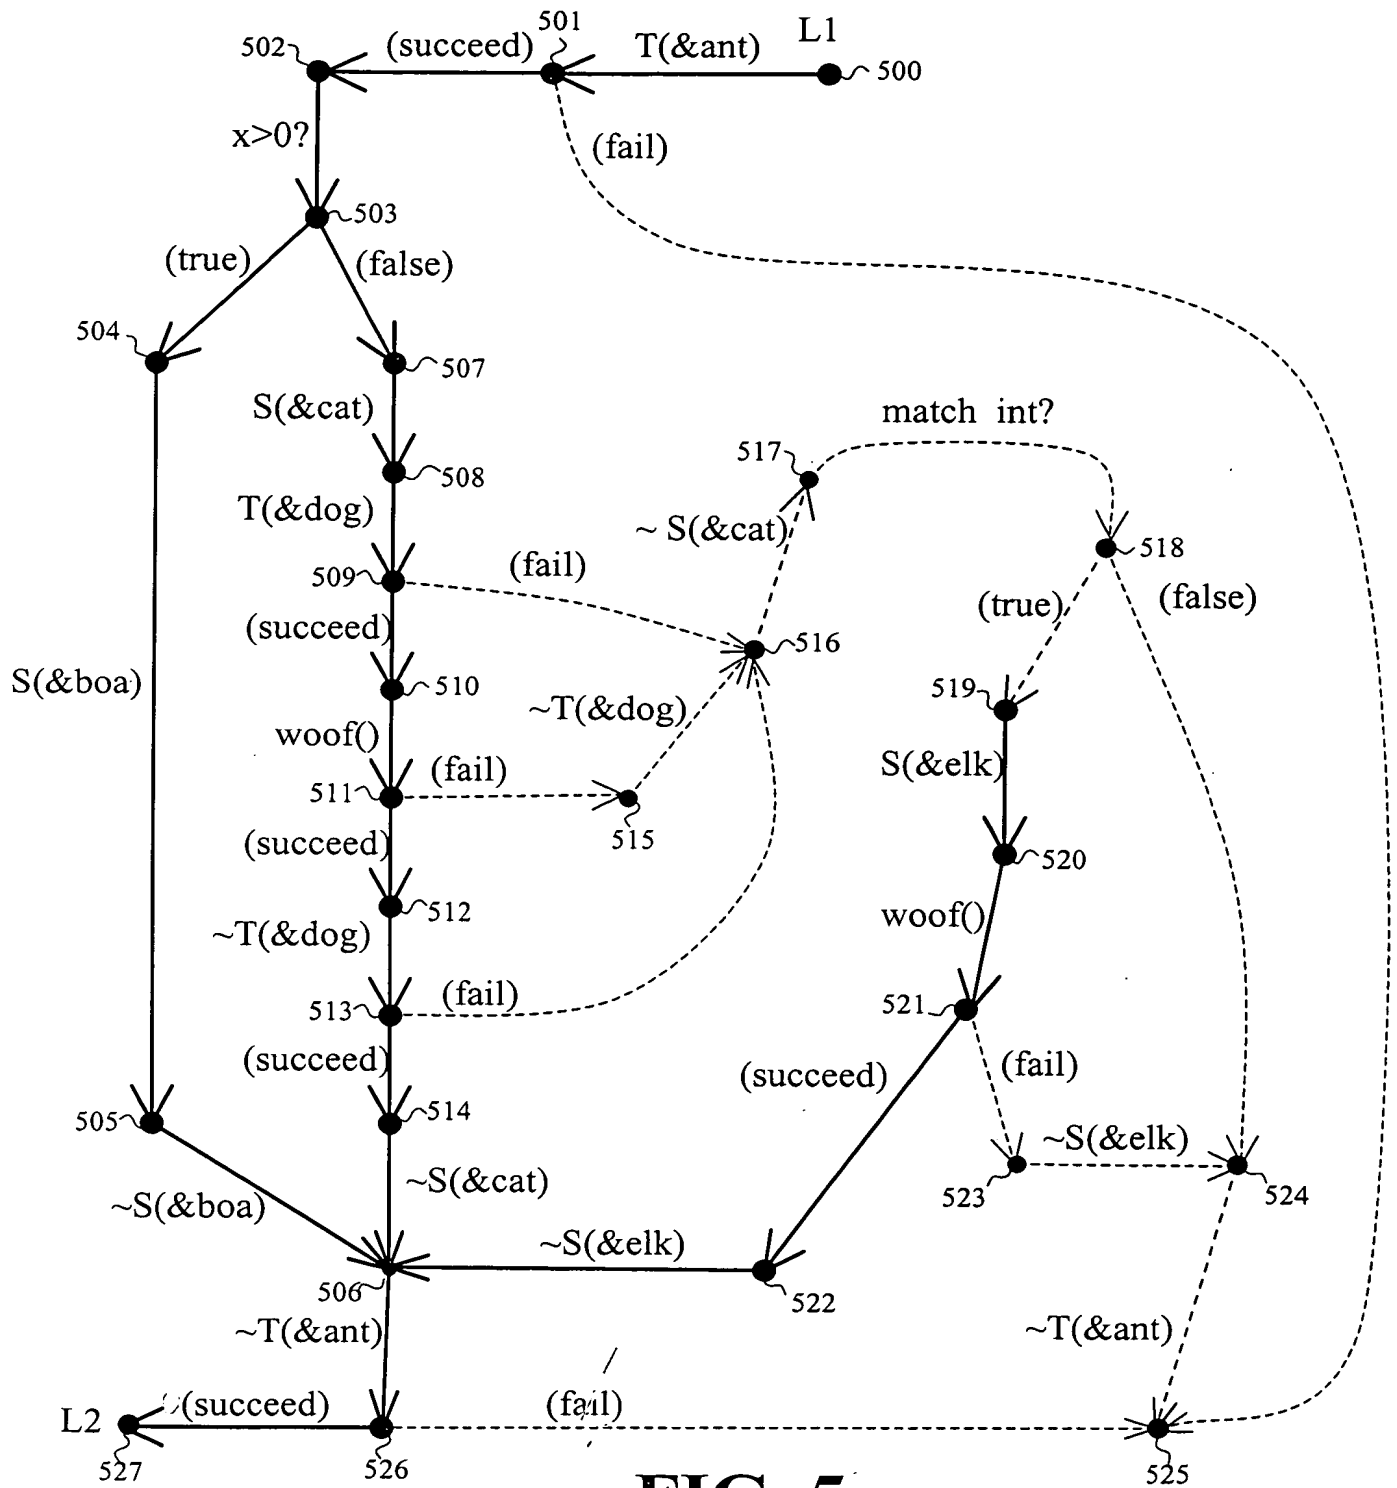 501
L1
502
(succeed)
T(&ant)
500
x>0?
(fail)
503
(true)
(false)
504
507
S(&cat)
match int?
517
508
T(&dog)
~ S(&cat)
518
509
(fail)
(true)
(false)
(succeed)
516
S(&boa)
510
519
~T(&dog)
woof()
S(&elk)
511
(fail)
515
(succeed)
520
512
woof()
~T(&dog)
513
(fail)
521
(succeed)
(succeed)
(fail)
505
514
~S(&elk)
~S(&boa)
~S(&cat)
523
524
~S(&elk)
506
522
~T(&ant)
~T(&ant)
L2
(succeed)
(fail)
527
526
525
FIG. 5